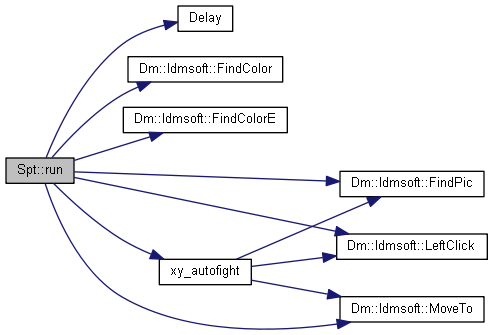 Delay
Dm::Idmsoft::FindColor
Dm::Idmsoft::FindColorE
Spt::run
Dm::Idmsoft::FindPic
Dm::Idmsoft::LeftClick
xy_autofight
Dm::Idmsoft::MoveTo